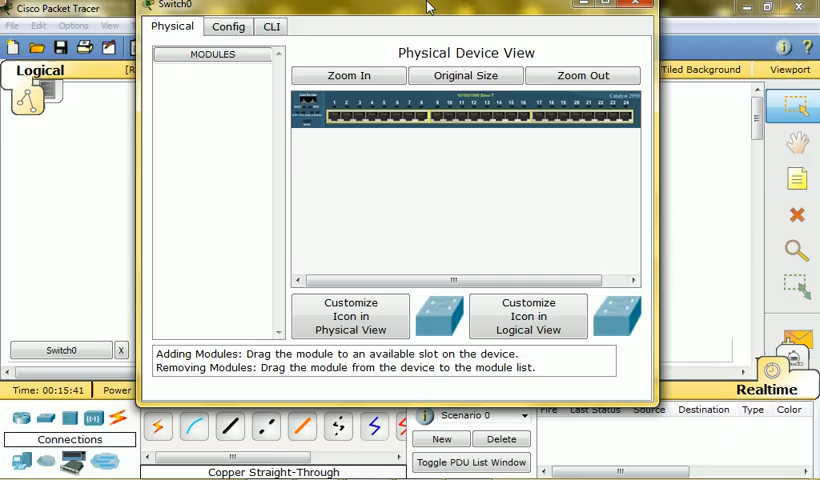 Cisco Packet Tracer
Switch0
File Edit Options View
Physical Config CLI
Logical
[R
Tiled Background
Viewport
MODULES
Physical Device View
Zoom In
Original Size
Zoom Out
1 2 3 4 5 6 7 8 9 10 11 12 13 14 15 16 17 18 19 20 21 22 23 24
Customize
Icon in
Physical View
Customize
Icon in
Logical View
Adding Modules: Drag the module to an available slot on the device.
Removing Modules: Drag the module from the device to the module list.
Switch0
X
Time: 00:15:41
Power
Realtime
Connections
Copper Straight-Through
Scenario 0
New
Delete
Toggle PDU List Window
Fire Last Status Source Destination Type Color